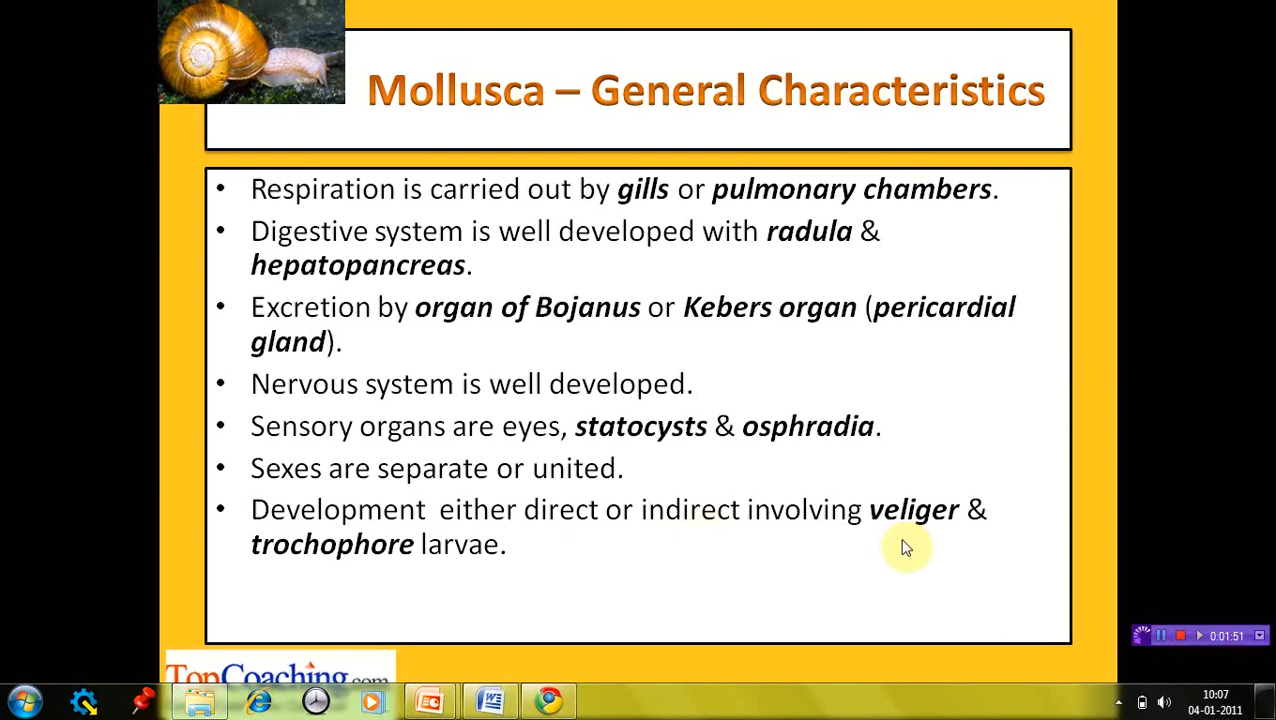 Mollusca – General Characteristics
• Respiration is carried out by gills or pulmonary chambers.
• Digestive system is well developed with radula &
hepatopancreas.
• Excretion by organ of Bojanus or Kebers organ (pericardial
gland).
• Nervous system is well developed.
• Sensory organs are eyes, statocysts & osphradia.
• Sexes are separate or united.
• Development either direct or indirect involving veliger &
trochophore larvae.
0:01:51
TopCoaching.com
10:07
04-01-2011